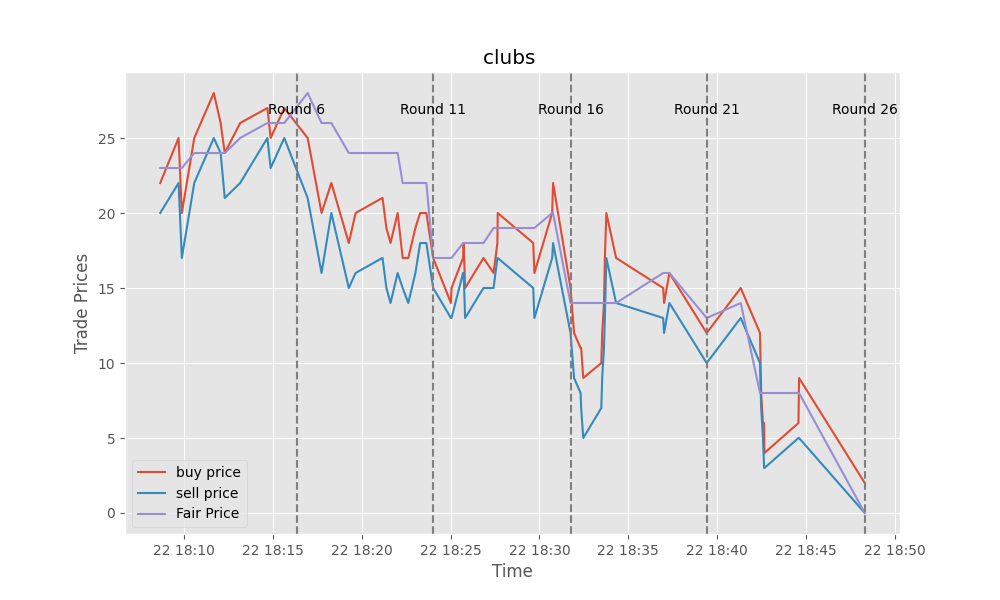 clubs
Round 6
Round 11
Round 16
Round 21
Round 26
Trade Prices
25
20
15
10
5
0
buy price
sell price
Fair Price
22 18:10
22 18:15
22 18:20
22 18:25
22 18:30
22 18:35
22 18:40
22 18:45
22 18:50
Time